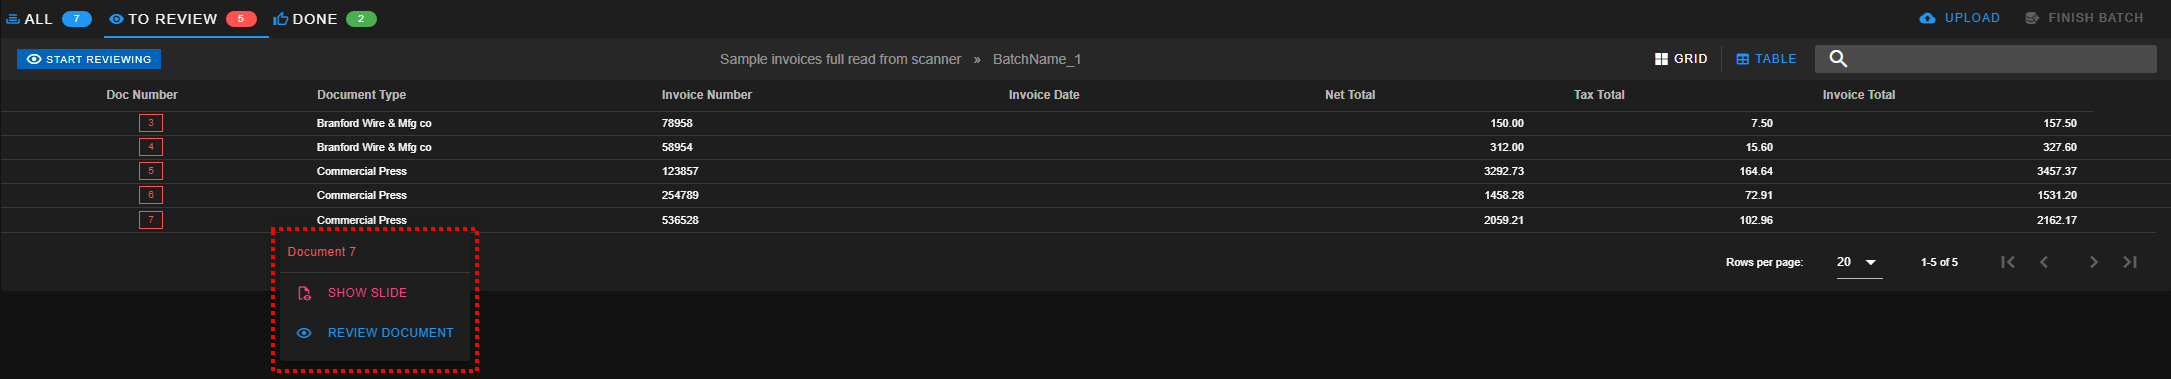 ALL 7 TO REVIEW 5 DONE 2 UPLOAD FINISH BATCH
START REVIEWING Sample invoices full read from scanner » BatchName_1 GRID TABLE
Doc Number Document Type Invoice Number Invoice Date Net Total Tax Total Invoice Total
3 Branford Wire & Mfg co 78958 150.00 7.50 157.50
4 Branford Wire & Mfg co 58954 312.00 15.60 327.60
5 Commercial Press 123857 3292.73 164.64 3457.37
6 Commercial Press 254789 1458.28 72.91 1531.20
7 Commercial Press 536528 2059.21 102.96 2162.17
Document 7
Rows per page: 20 1-5 of 5
SHOW SLIDE
REVIEW DOCUMENT